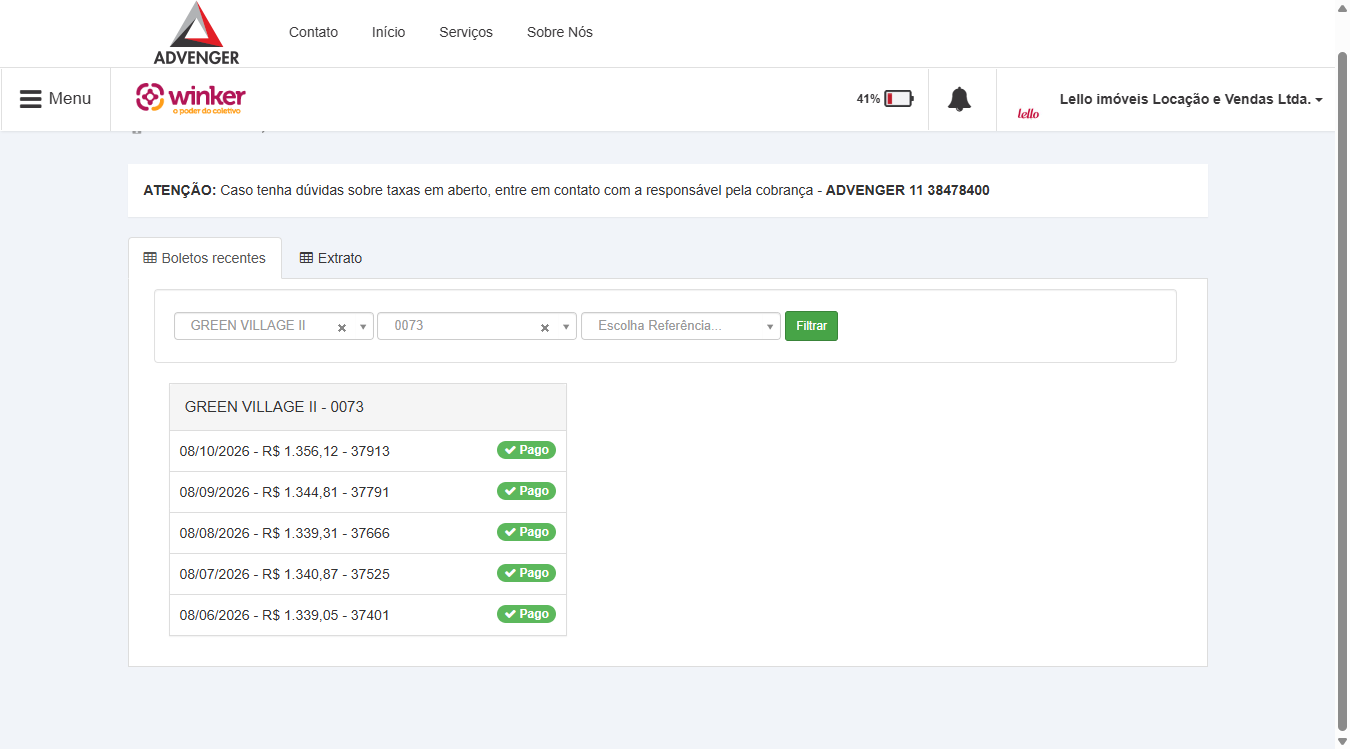 ADVENGER
Contato Início Serviços Sobre Nós
Menu
winker
o poder do coletivo
41%
lello
Lello imóveis Locação e Vendas Ltda.
ATENÇÃO: Caso tenha dúvidas sobre taxas em aberto, entre em contato com a responsável pela cobrança - ADVENGER 11 38478400
Boletos recentes Extrato
GREEN VILLAGE II × 0073 × Escolha Referência... Filtrar
GREEN VILLAGE II - 0073
08/10/2026 - R$ 1.356,12 - 37913 Pago
08/09/2026 - R$ 1.344,81 - 37791 Pago
08/08/2026 - R$ 1.339,31 - 37666 Pago
08/07/2026 - R$ 1.340,87 - 37525 Pago
08/06/2026 - R$ 1.339,05 - 37401 Pago